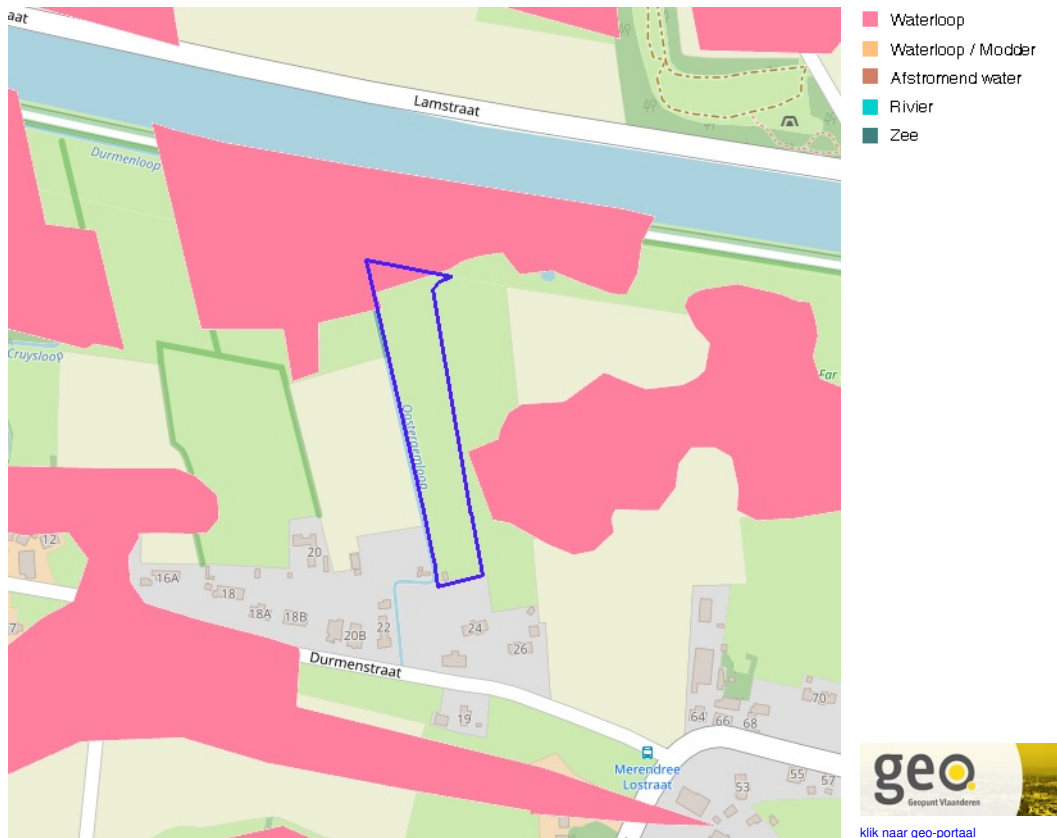 aat
Lamstraat
Durmenloop
Cruysloop
Far
Oostergemloop
12
20
16A
18
18A
18B
20B
22
24
26
7
Durmenstraat
19
64
66
68
70
Merendree
Lostraat
53
55
57
Waterloop
Waterloop / Modder
Afstromend water
Rivier
Zee
geo
Geopunt Vlaanderen
klik naar geo-portaal